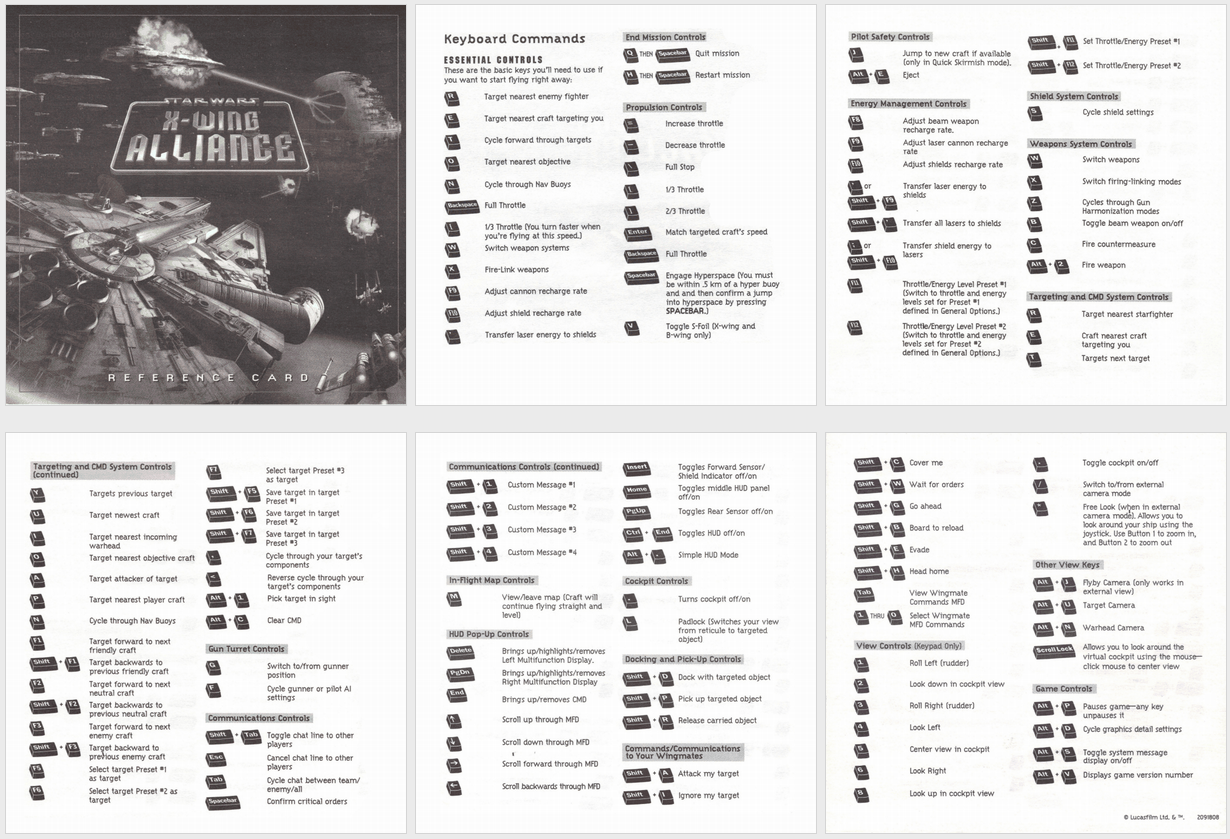 STAR WARS
X-WING
ALLIANCE
REFERENCE CARD
Keyboard Commands
ESSENTIAL CONTROLS
These are the basic keys you'll need to use if
you want to start flying right away:
R Target nearest enemy fighter
E Target nearest craft targeting you
T Cycle forward through targets
O Target nearest objective
N Cycle through Nav Buoys
Backspace Full Throttle
[ 1/3 Throttle (You turn faster when
you're flying at this speed.)
W Switch weapon systems
X Fire-Link weapons
F9 Adjust cannon recharge rate
F10 Adjust shield recharge rate
' Transfer laser energy to shields
End Mission Controls
Q THEN Spacebar Quit mission
H THEN Spacebar Restart mission
Propulsion Controls
= Increase throttle
- Decrease throttle
\ Full Stop
[ 1/3 Throttle
] 2/3 Throttle
Enter Match targeted craft's speed
Backspace Full Throttle
Spacebar Engage Hyperspace (You must
be within .5 km of a hyper buoy
and and then confirm a jump
into hyperspace by pressing
SPACEBAR.)
V Toggle S-Foil (X-wing and
B-wing only)
Pilot Safety Controls
J Jump to new craft if available
(only in Quick Skirmish mode).
Alt + E Eject
Energy Management Controls
F8 Adjust beam weapon
recharge rate.
F9 Adjust laser cannon recharge
rate
F10 Adjust shields recharge rate
' or Transfer laser energy to
Shift + F9 shields
Shift + ' Transfer all lasers to shields
; or Transfer shield energy to
Shift + F10 lasers
F11 Throttle/Energy Level Preset #1
(Switch to throttle and energy
levels set for Preset #1
defined in General Options.)
F12 Throttle/Energy Level Preset #2
(Switch to throttle and energy
levels set for Preset #2
defined in General Options.)
Shift + F11 Set Throttle/Energy Preset #1
Shift + F12 Set Throttle/Energy Preset #2
Shield System Controls
S Cycle shield settings
Weapons System Controls
W Switch weapons
X Switch firing-linking modes
Z Cycles through Gun
Harmonization modes
B Toggle beam weapon on/off
C Fire countermeasure
Alt + 2 Fire weapon
Targeting and CMD System Controls
R Target nearest starfighter
E Craft nearest craft
targeting you
T Targets next target
Targeting and CMD System Controls
(continued)
Y Targets previous target
U Target newest craft
I Target nearest incoming
warhead
O Target nearest objective craft
A Target attacker of target
P Target nearest player craft
N Cycle through Nav Buoys
F1 Target forward to next
friendly craft
Shift + F1 Target backwards to
previous friendly craft
F2 Target forward to next
neutral craft
Shift + F2 Target backwards to
previous neutral craft
F3 Target forward to next
enemy craft
Shift + F3 Target backward to
previous enemy craft
F5 Select target Preset #1
as target
F6 Select target Preset #2 as
target
F7 Select target Preset #3
as target
Shift + F5 Save target in target
Preset #1
Shift + F6 Save target in target
Preset #2
Shift + F7 Save target in target
Preset #3
, Cycle through your target's
components
< Reverse cycle through your
target's components
Alt + 1 Pick target in sight
Alt + C Clear CMD
Gun Turret Controls
G Switch to/from gunner
position
F Cycle gunner or pilot AI
settings
Communications Controls
Shift + Tab Toggle chat line to other
players
Esc Cancel chat line to other
players
Tab Cycle chat between team/
enemy/all
Spacebar Confirm critical orders
Communications Controls (continued)
Shift + 1 Custom Message #1
Shift + 2 Custom Message #2
Shift + 3 Custom Message #3
Shift + 4 Custom Message #4
In-Flight Map Controls
M View/leave map (Craft will
continue flying straight and
level)
HUD Pop-Up Controls
Delete Brings up/highlights/removes
Left Multifunction Display.
PgDn Brings up/highlights/removes
Right Multifunction Display
End Brings up/removes CMD
↑ Scroll up through MFD
↓ Scroll down through MFD
→ Scroll forward through MFD
← Scroll backwards through MFD
Insert Toggles Forward Sensor/
Shield Indicator off/on
Home Toggles middle HUD panel
off/on
PgUp Toggles Rear Sensor off/on
Ctrl + End Toggles HUD off/on
Alt + . Simple HUD Mode
Cockpit Controls
. Turns cockpit off/on
L Padlock (Switches your view
from reticule to targeted
object)
Docking and Pick-Up Controls
Shift + D Dock with targeted object
Shift + P Pick up targeted object
Shift + R Release carried object
Commands/Communications
to Your Wingmates
Shift + A Attack my target
Shift + I Ignore my target
Shift + C Cover me
Shift + W Wait for orders
Shift + G Go ahead
Shift + B Board to reload
Shift + E Evade
Shift + H Head home
Tab View Wingmate
Commands MFD
1 THRU 0 Select Wingmate
MFD Commands
View Controls (Keypad Only)
1 Roll Left (rudder)
2 Look down in cockpit view
3 Roll Right (rudder)
4 Look Left
5 Center view in cockpit
6 Look Right
8 Look up in cockpit view
. Toggle cockpit on/off
/ Switch to/from external
camera mode
* Free Look (when in external
camera mode). Allows you to
look around your ship using the
joystick. Use Button 1 to zoom in,
and Button 2 to zoom out
Other View Keys
Alt + J Flyby Camera (only works in
external view)
Alt + U Target Camera
Alt + N Warhead Camera
Scroll Lock Allows you to look around the
virtual cockpit using the mouse—
click mouse to center view
Game Controls
Alt + P Pauses game—any key
unpauses it
Alt + D Cycle graphics detail settings
Alt + S Toggle system message
display on/off
Alt + V Displays game version number
© Lucasfilm Ltd. & ™. 2091808